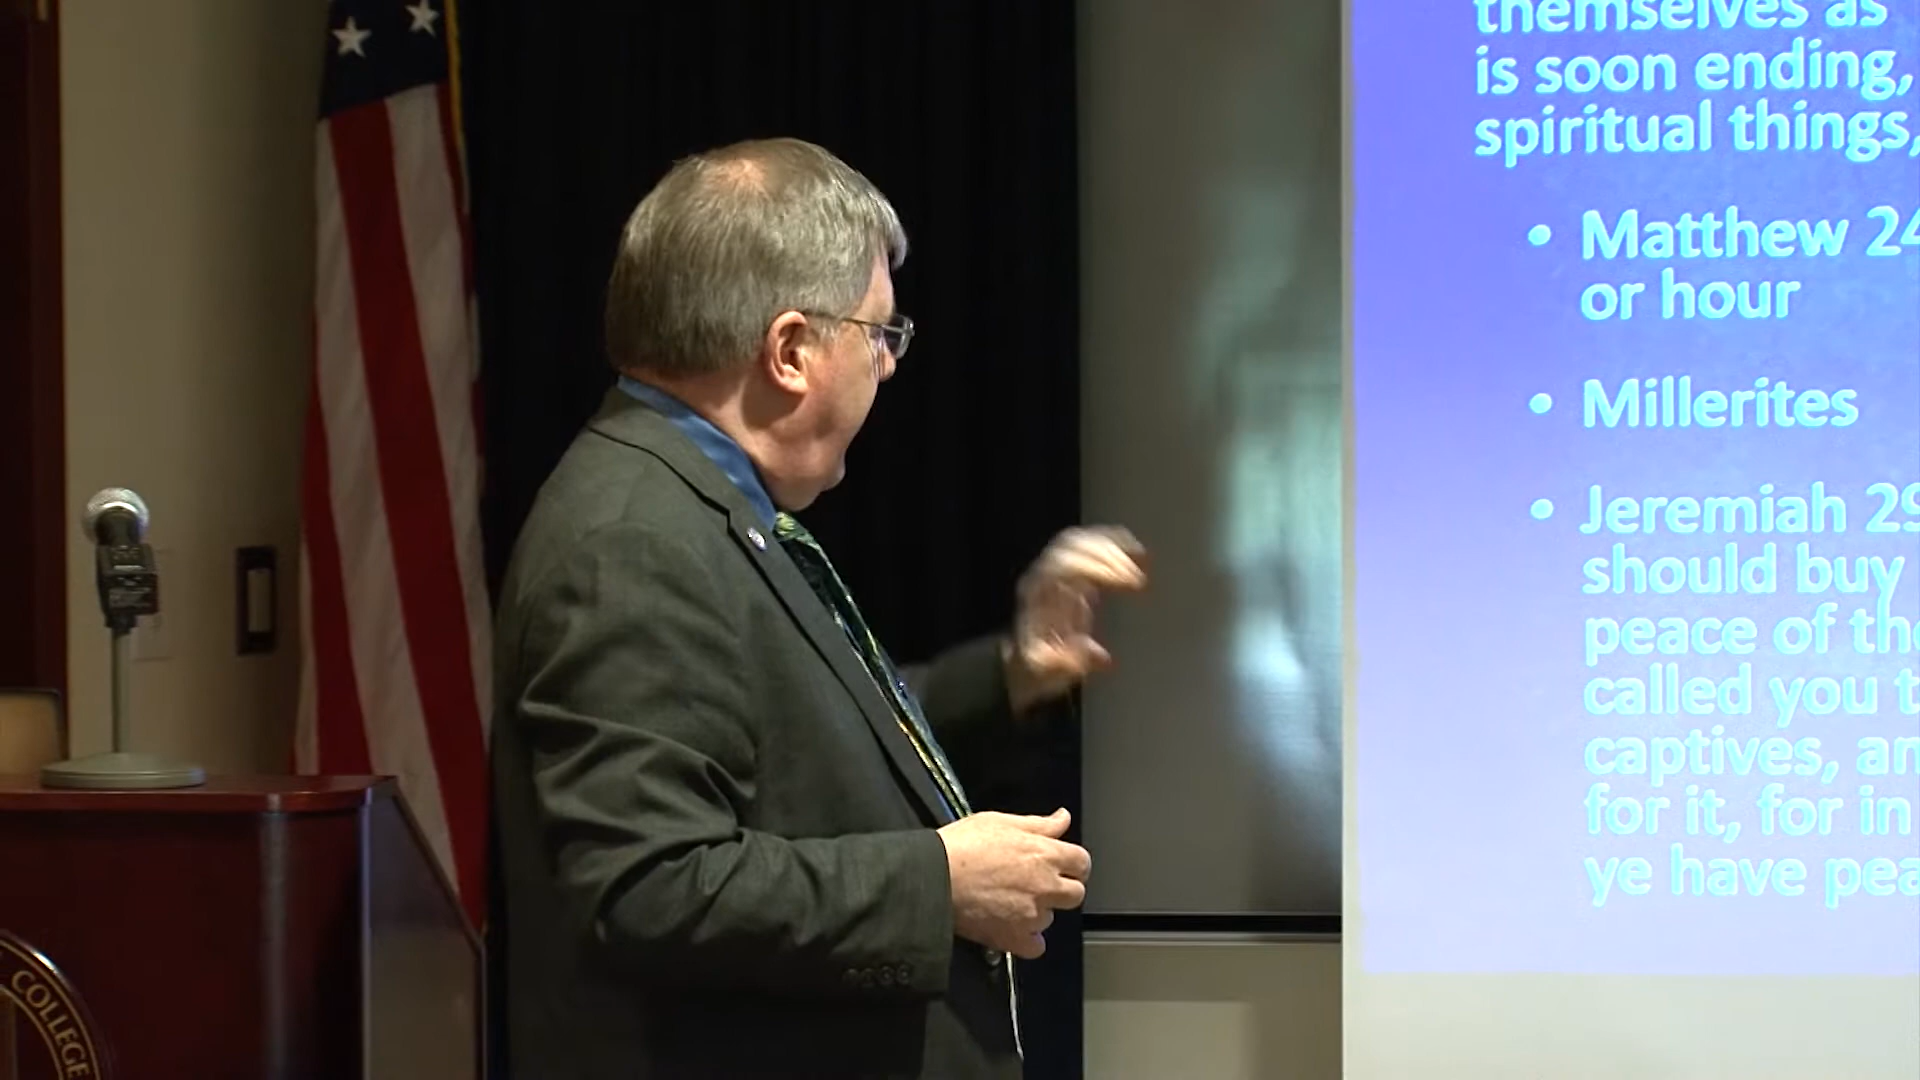 themselves as
is soon ending,
spiritual things,
• Matthew 24
or hour
• Millerites
• Jeremiah 29
should buy
peace of the
called you t
captives, an
for it, for in
ye have pea
COLLEGE